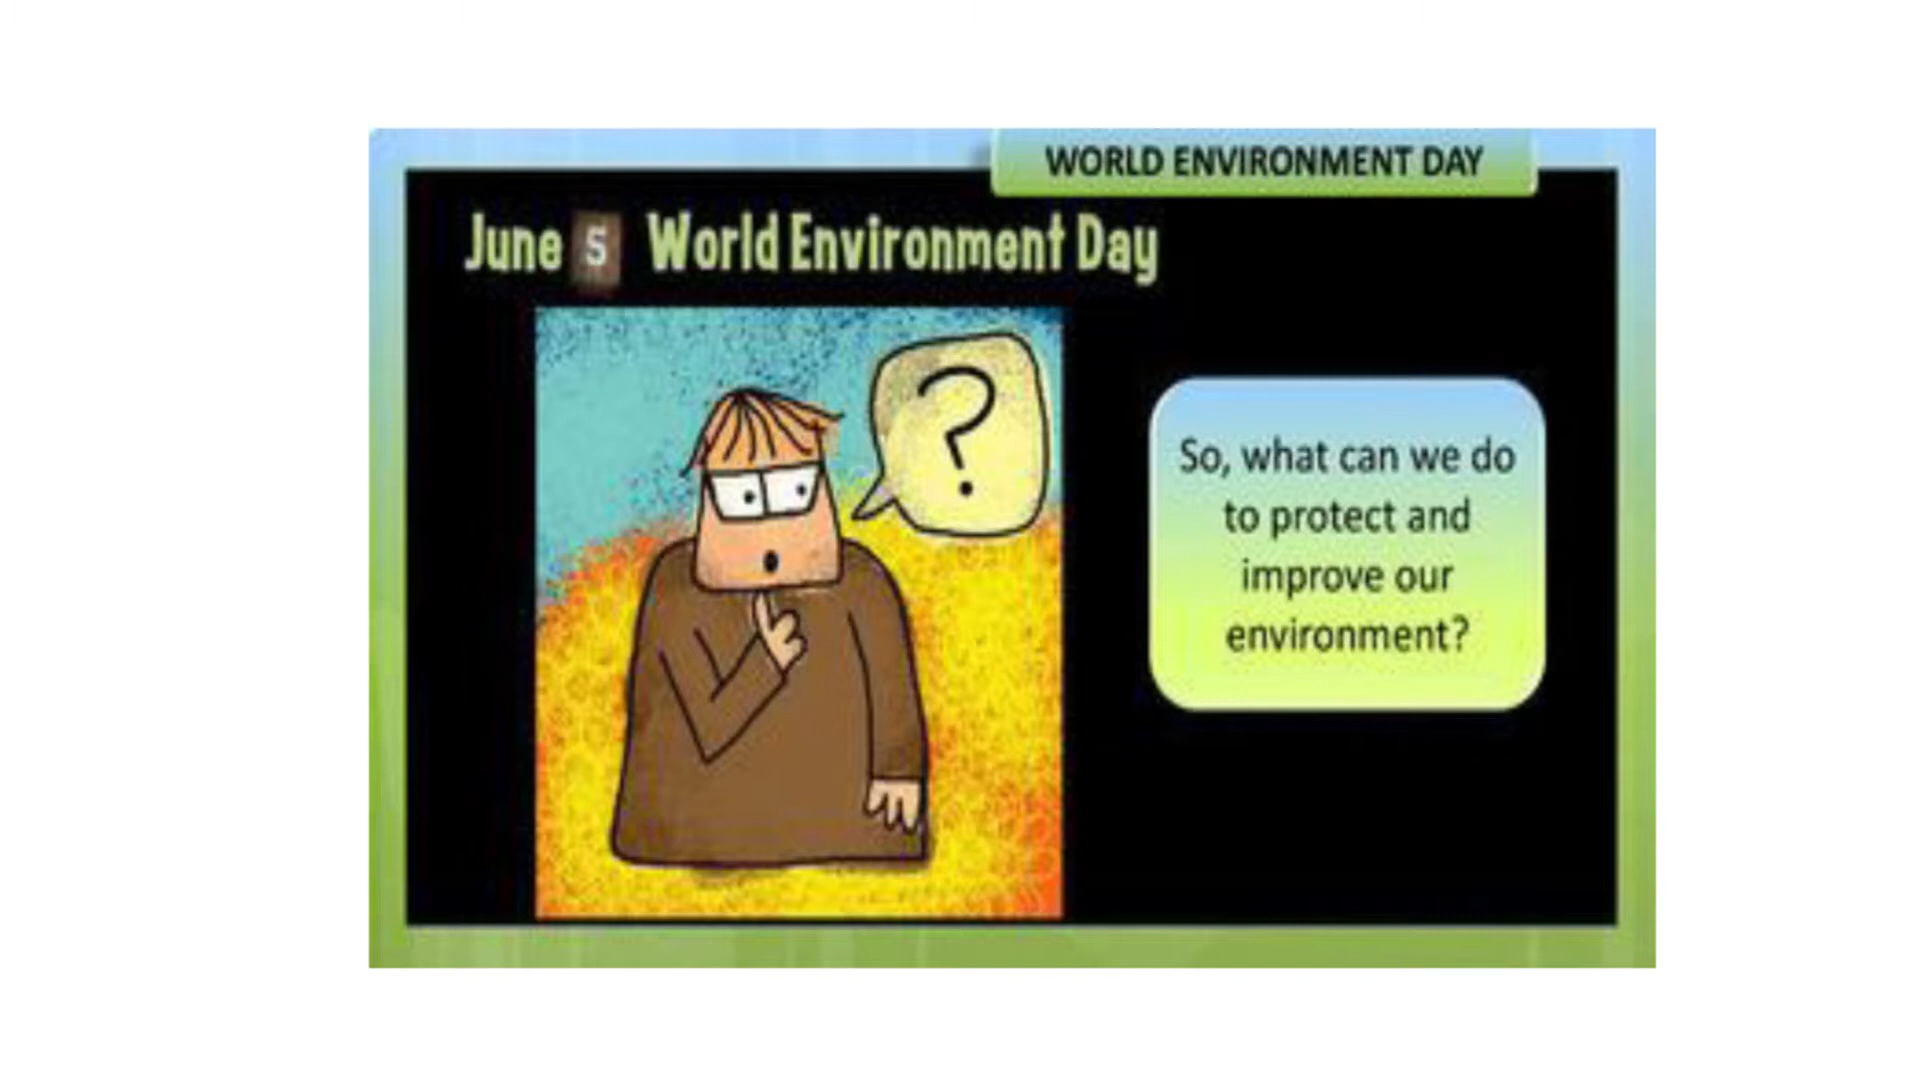 WORLD ENVIRONMENT DAY
June 5 World Environment Day
?
So, what can we do
to protect and
improve our
environment?